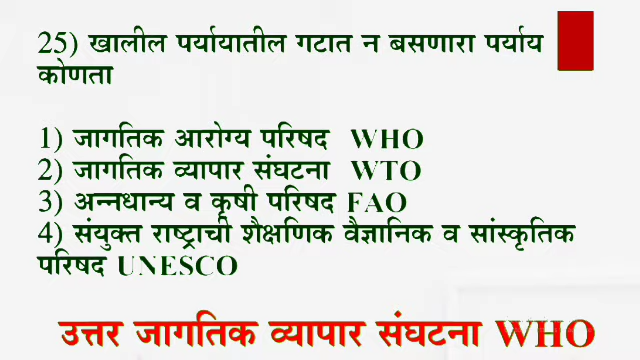 25) खालील पर्यायातील गटात न बसणारा पर्याय
कोणता
1) जागतिक आरोग्य परिषद WHO
2) जागतिक व्यापार संघटना WTO
3) अन्नधान्य व कृषी परिषद FAO
4) संयुक्त राष्ट्राची शैक्षणिक वैज्ञानिक व सांस्कृतिक
परिषद UNESCO
उत्तर जागतिक व्यापार संघटना WHO